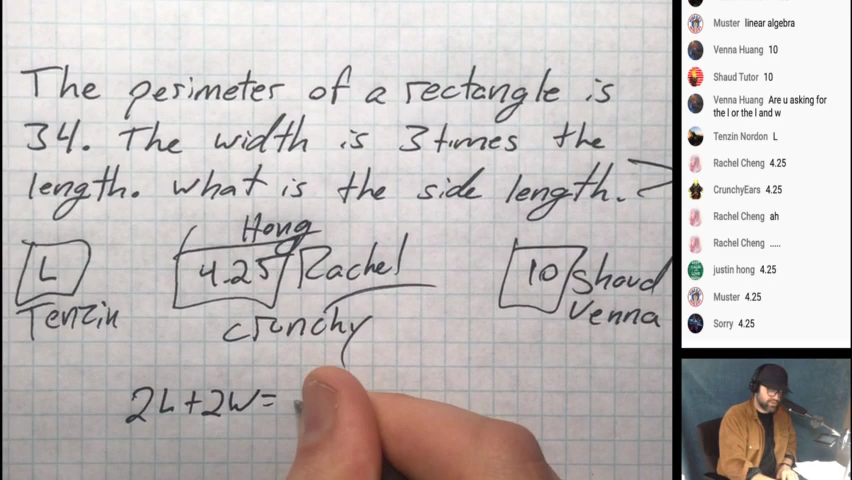 The perimeter of a rectangle is
34. The width is 3 times the
length. what is the side length.
Hong
L
4.25 Rachel
10 Shaud
Tenzin
crunchy
Venna
2L+2W=
Muster linear algebra
Venna Huang 10
Shaud Tutor 10
Venna Huang Are u asking for
the l or the l and w
Tenzin Nordon L
Rachel Cheng 4.25
CrunchyEars 4.25
Rachel Cheng ah
Rachel Cheng .....
justin hong 4.25
Muster 4.25
Sorry 4.25